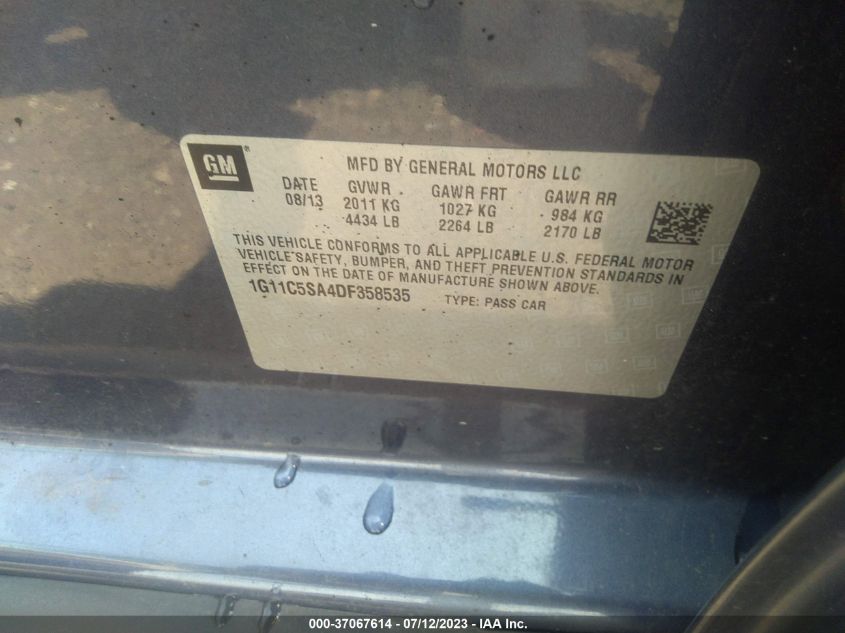 GM ® MFD BY GENERAL MOTORS LLC
DATE GVWR GAWR FRT GAWR RR
08/13 2011 KG 1027 KG 984 KG
4434 LB 2264 LB 2170 LB
THIS VEHICLE CONFORMS TO ALL APPLICABLE U.S. FEDERAL MOTOR
VEHICLE SAFETY, BUMPER, AND THEFT PREVENTION STANDARDS IN
EFFECT ON THE DATE OF MANUFACTURE SHOWN ABOVE.
1G11C5SA4DF358535 TYPE: PASS CAR
000-37067614 - 07/12/2023 - IAA Inc.